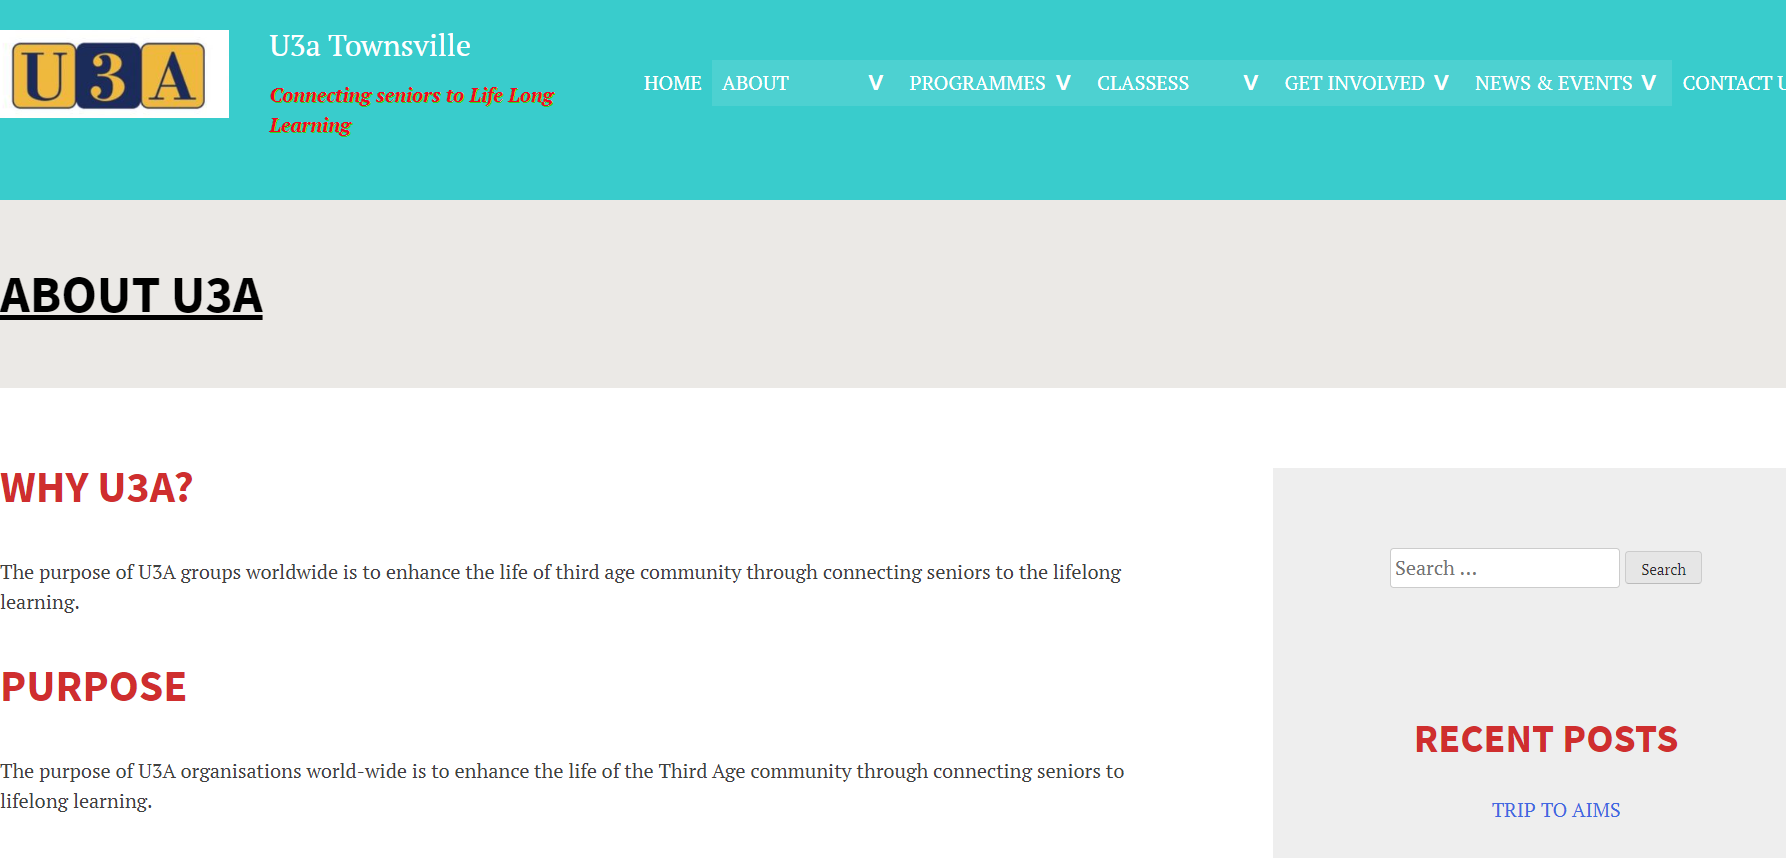 U3A
U3a Townsville
Connecting seniors to Life Long
Learning
HOME ABOUT V PROGRAMMES V CLASSESS V GET INVOLVED V NEWS & EVENTS V CONTACT U
ABOUT U3A
WHY U3A?
The purpose of U3A groups worldwide is to enhance the life of third age community through connecting seniors to the lifelong
learning.
PURPOSE
The purpose of U3A organisations world-wide is to enhance the life of the Third Age community through connecting seniors to
lifelong learning.
Search ... Search
RECENT POSTS
TRIP TO AIMS